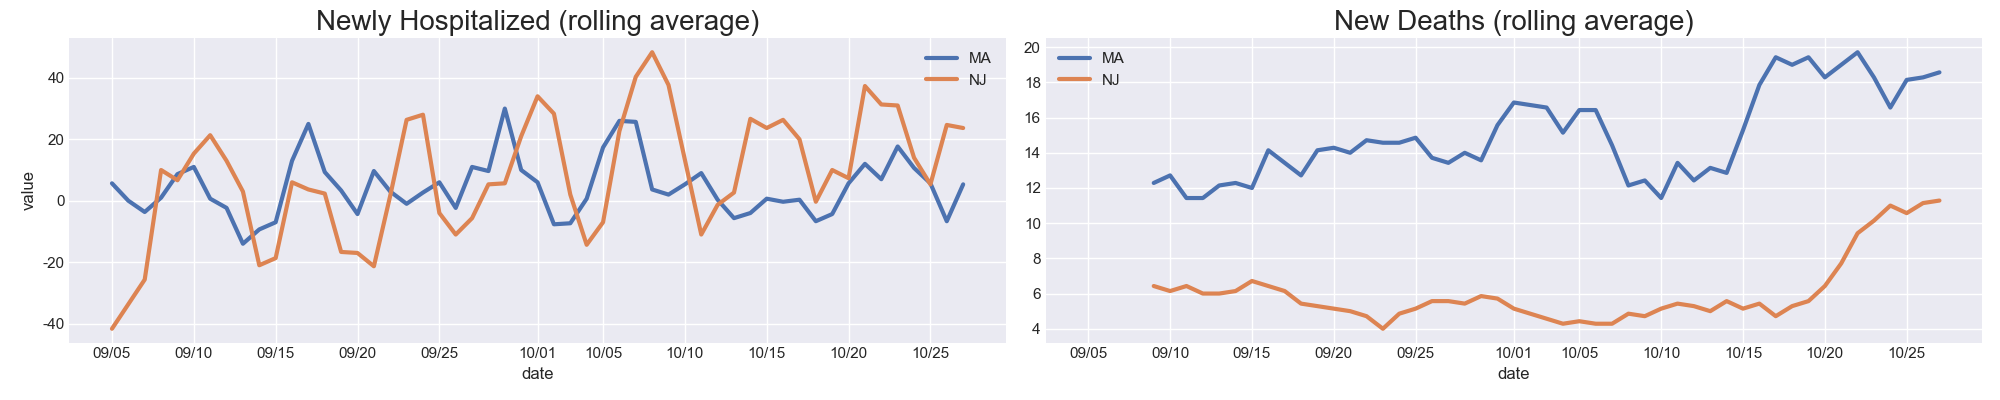 Newly Hospitalized (rolling average)
MA
NJ
40
20
0
-20
-40
value
09/05 09/10 09/15 09/20 09/25 10/01 10/05 10/10 10/15 10/20 10/25
date
New Deaths (rolling average)
MA
NJ
20
18
16
14
12
10
8
6
4
09/05 09/10 09/15 09/20 09/25 10/01 10/05 10/10 10/15 10/20 10/25
date